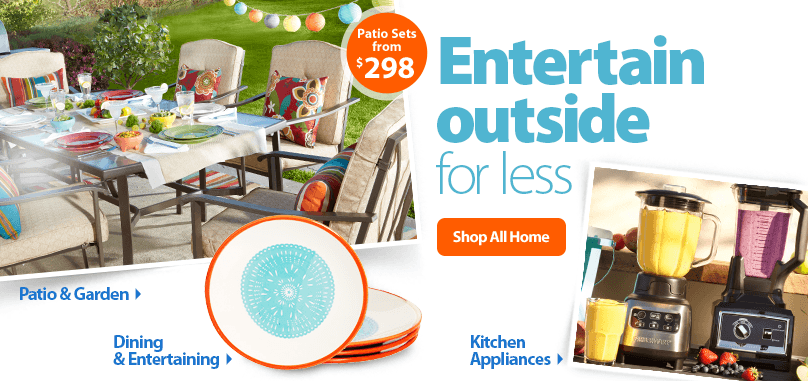 Patio Sets
from
$298
Entertain
outside
for less
Shop All Home
Patio & Garden
Dining
& Entertaining
Kitchen
Appliances